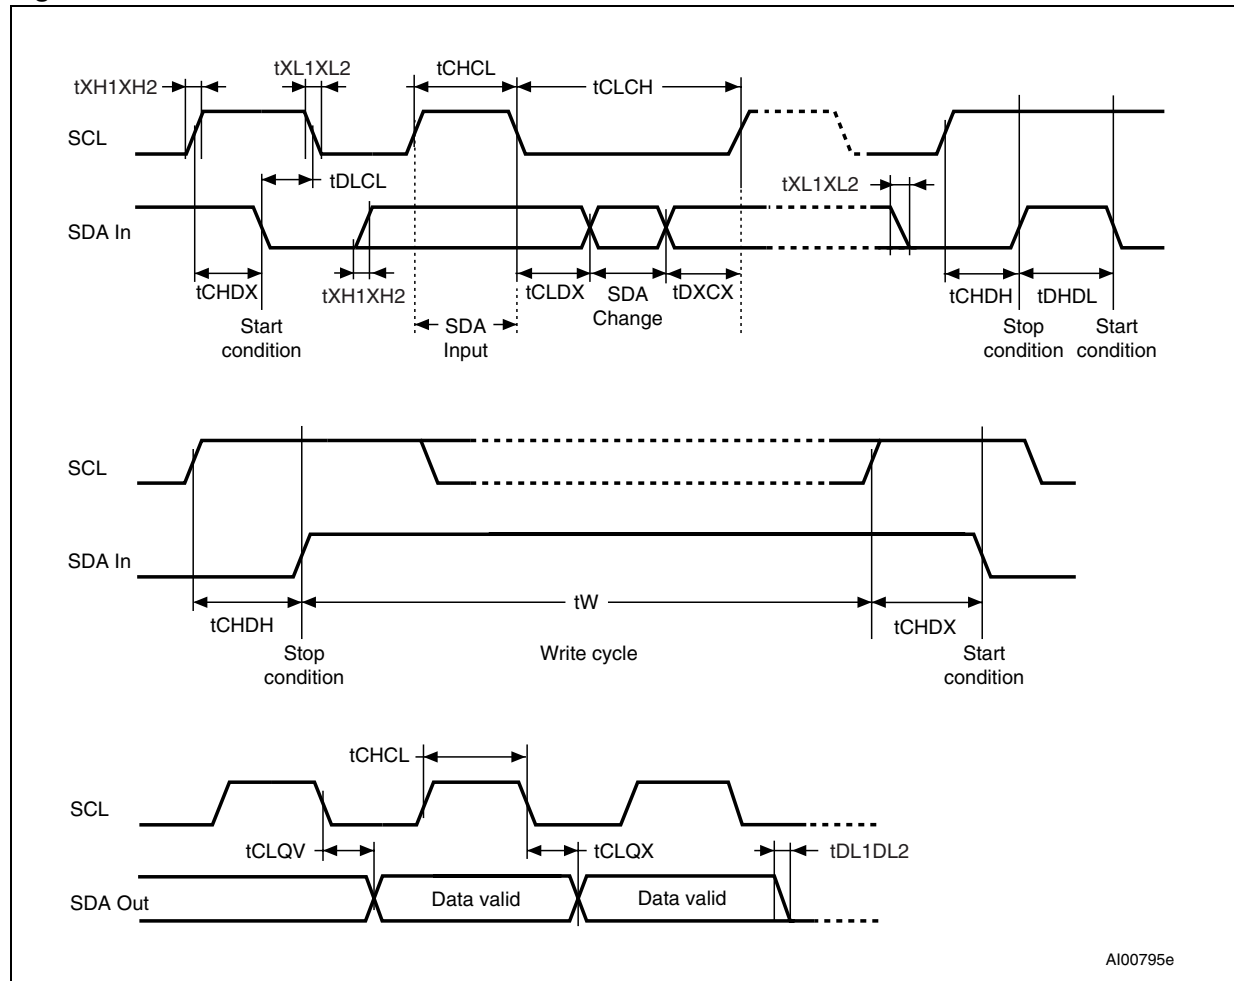 tXH1XH2
tXL1XL2
tCHCL
tCLCH
SCL
tDLCL
tXL1XL2
SDA In
tCHDX
tXH1XH2
tCLDX
SDA
Change
tDXCX
tCHDH
tDHDL
Start
condition
SDA
Input
Stop
condition
Start
condition
SCL
SDA In
tCHDH
tW
tCHDX
Stop
condition
Write cycle
Start
condition
tCHCL
SCL
tCLQV
tCLQX
tDL1DL2
SDA Out
Data valid
Data valid
AI00795e